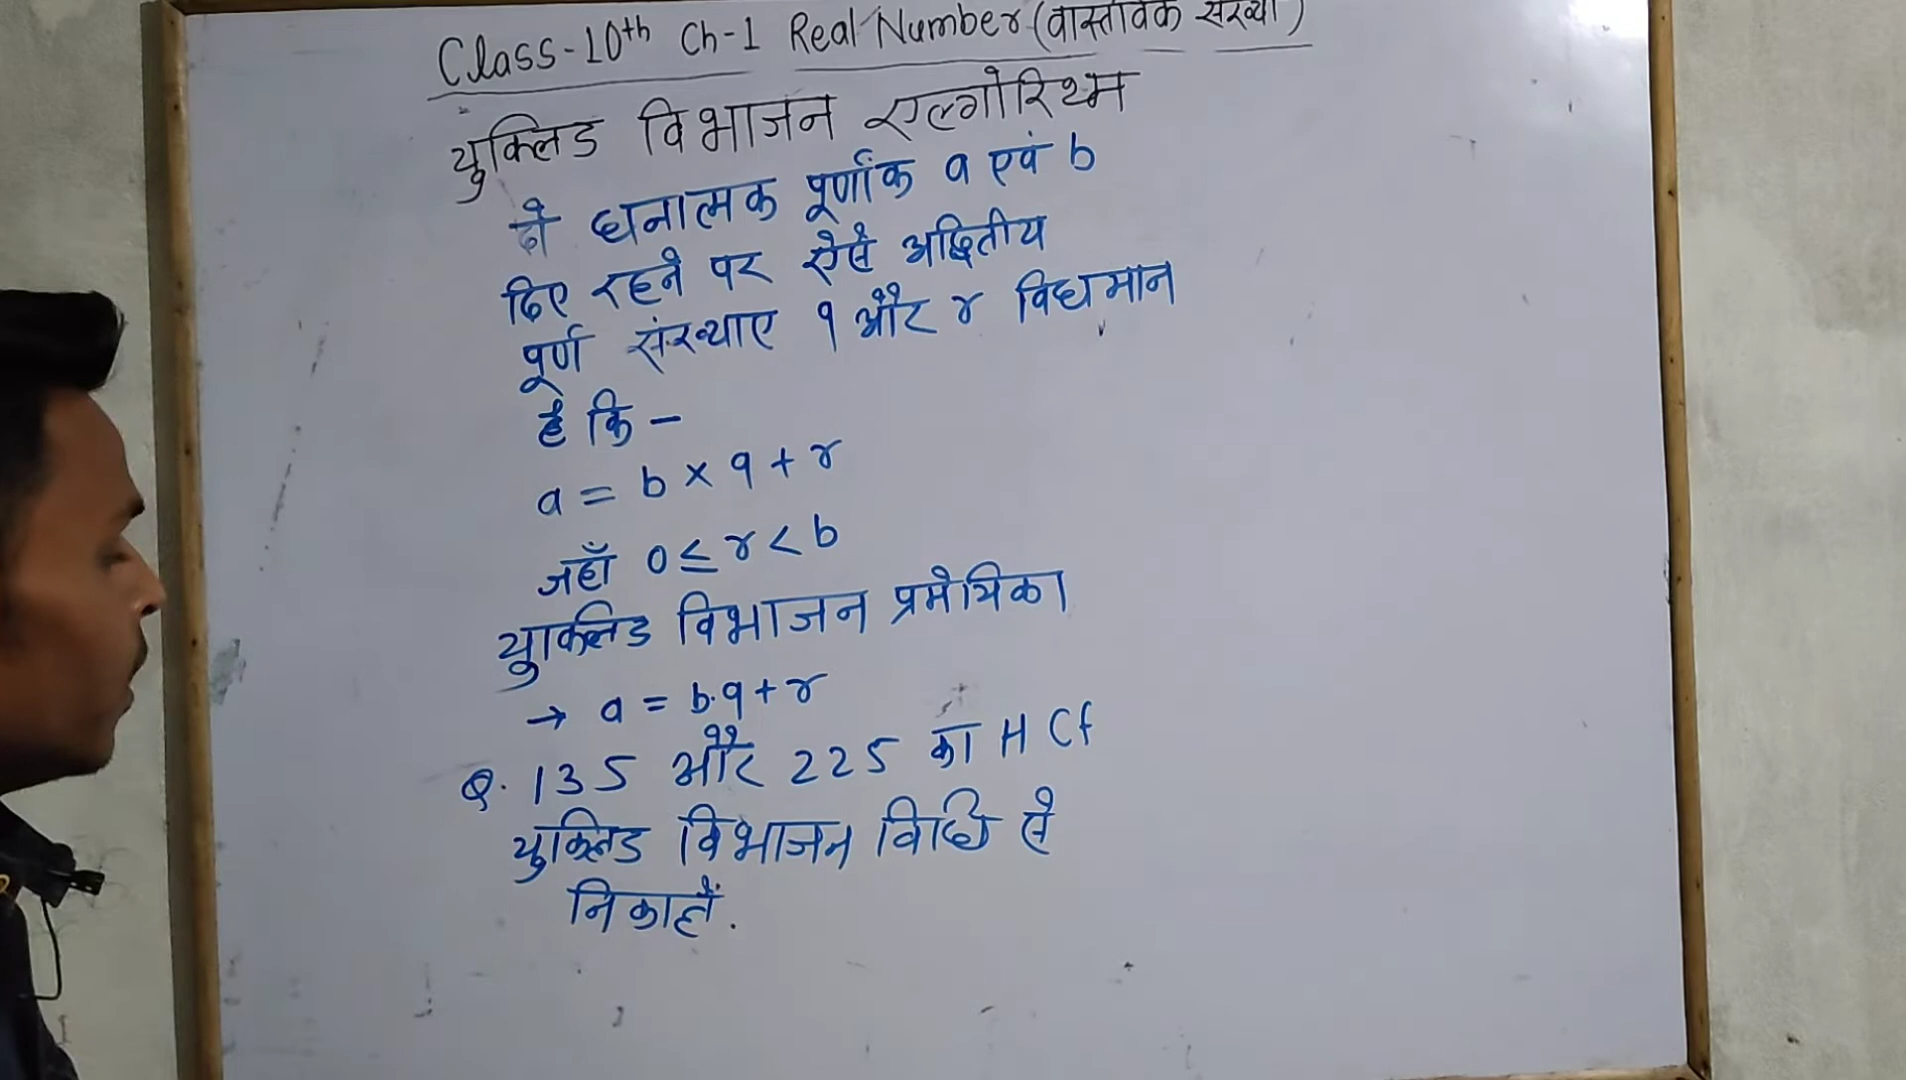 Class-10th Ch-1 Real Number (वास्तविक संख्या)
युक्लिड विभाजन एल्गोरिथ्म
दो धनात्मक पूर्णांक a एवं b
दिए रहने पर ऐसे अद्वितीय
पूर्ण संख्याए q और r विद्यमान
है कि -
a = b × q + r
जहाँ 0 ≤ r < b
युक्लिड विभाजन प्रमेयिका
→ a = b.q + r
Q. 135 और 225 का HCf
युक्लिड विभाजन विधि से
निकालें.